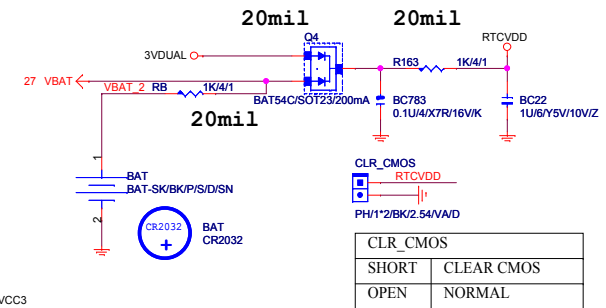 20mil
20mil
Q4
RTCVDD
3VDUAL
R163
1K/4/1
27 VBAT
VBAT_2
RB
1K/4/1
BAT54C/SOT23/200mA
BC783
0.1U/4/X7R/16V/K
BC22
1U/6/Y5V/10V/Z
20mil
1
BAT
BAT-SK/BK/P/S/D/SN
2
CR2032
+
BAT
CR2032
CLR_CMOS
RTCVDD
PH/1*2/BK/2.54/VA/D
CLR_CMOS
SHORT CLEAR CMOS
OPEN NORMAL
VCC3